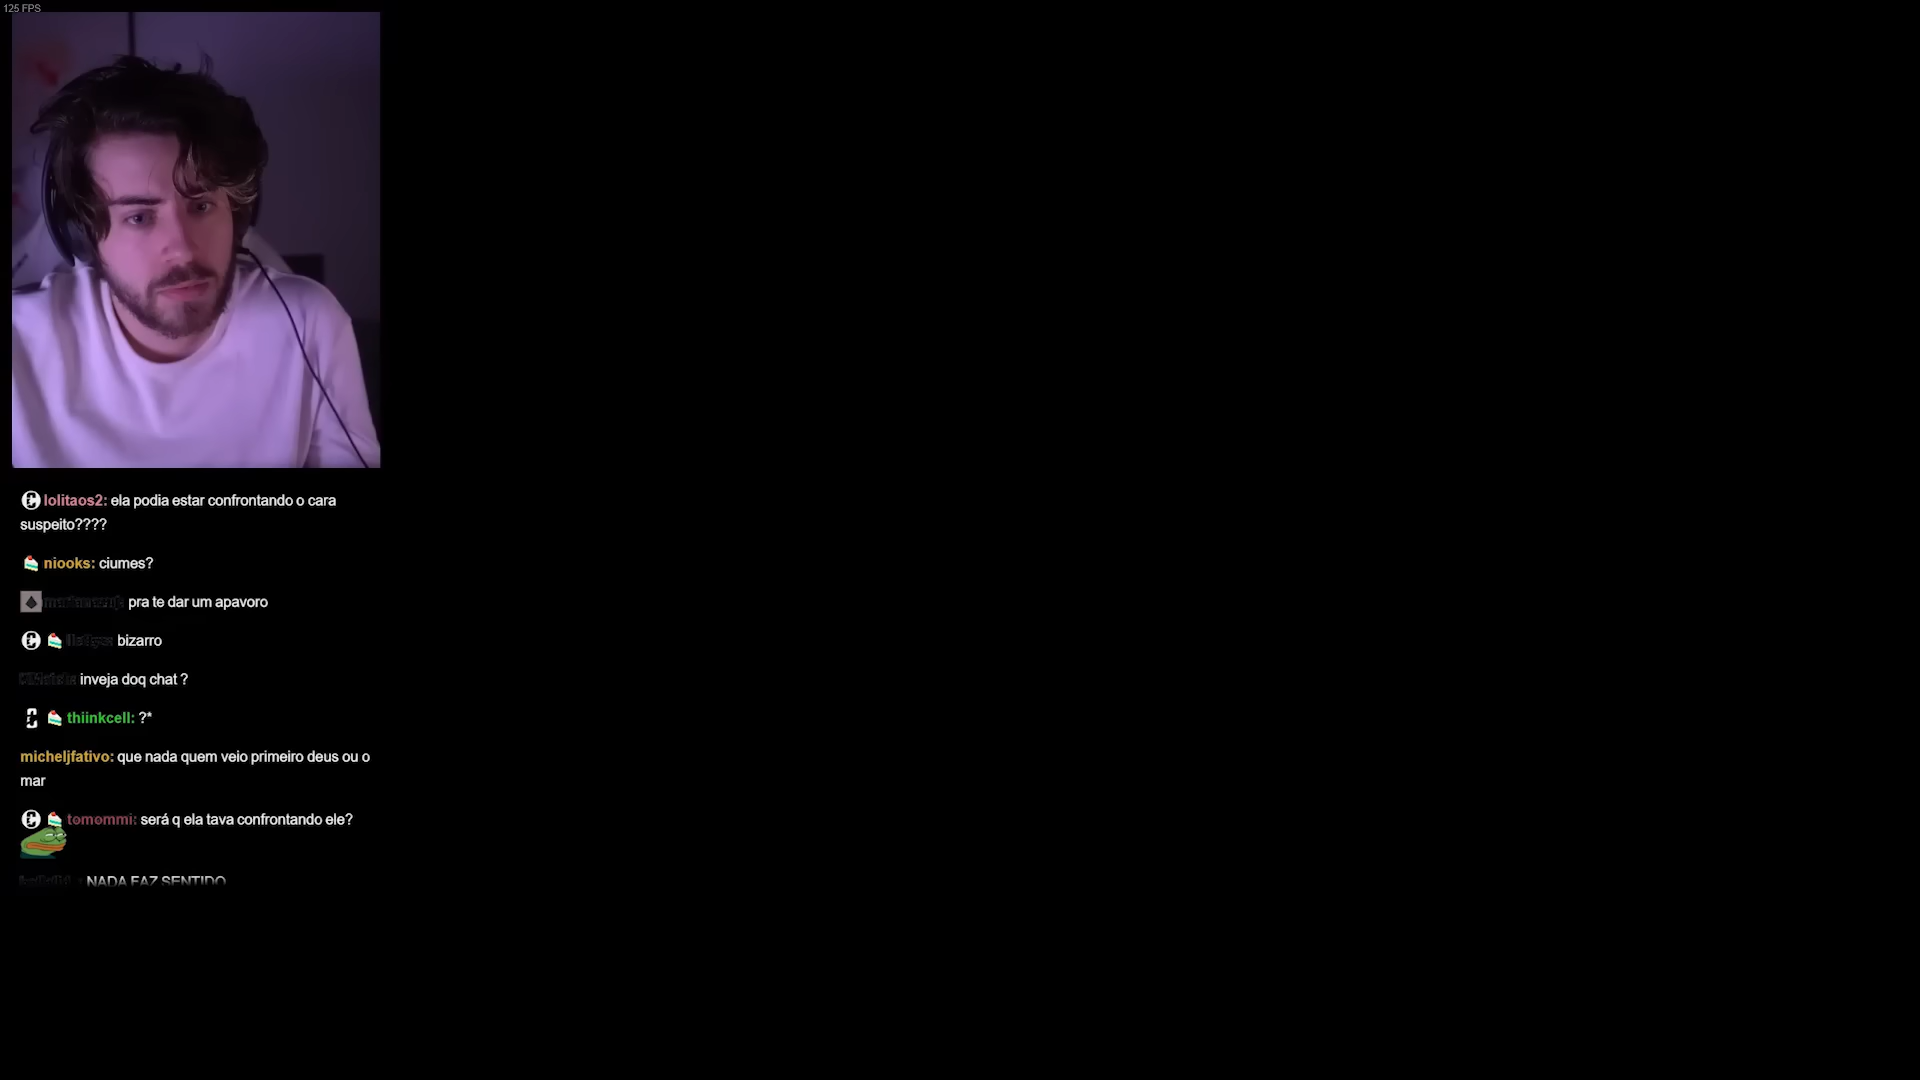 125 FPS
lolitaos2: ela podia estar confrontando o cara
suspeito????
niooks: ciumes?
pra te dar um apavoro
bizarro
inveja doq chat ?
thiinkcell: ?*
micheljfativo: que nada quem veio primeiro deus ou o
mar
tomommi: será q ela tava confrontando ele?
NADA FAZ SENTIDO